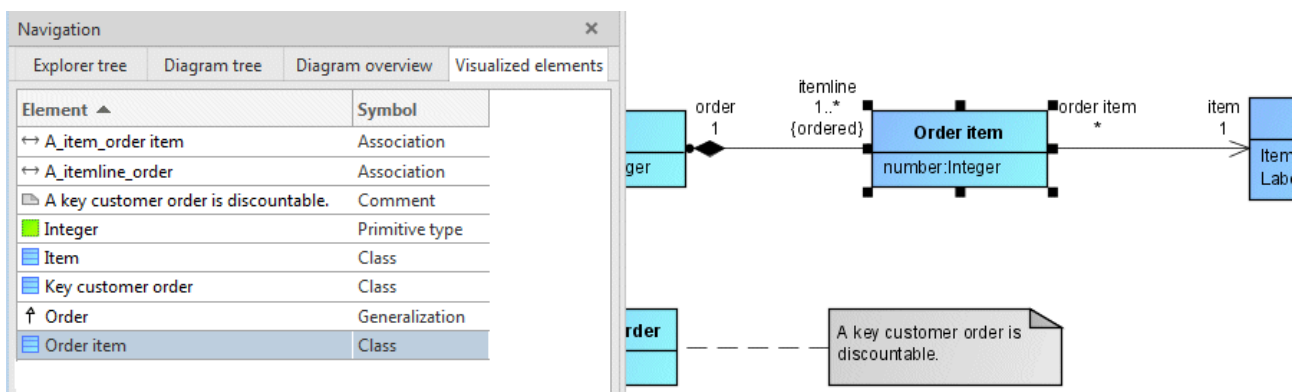 Navigation
Explorer tree Diagram tree Diagram overview Visualized elements
Element Symbol
A_item_order item Association
A_itemline_order Association
A key customer order is discountable. Comment
Integer Primitive type
Item Class
Key customer order Class
Order Generalization
Order item Class
order
1
itemline
1..*
{ordered}
Order item
number:Integer
order item
*
item
1
ger
Item
Labe
rder
A key customer order is
discountable.